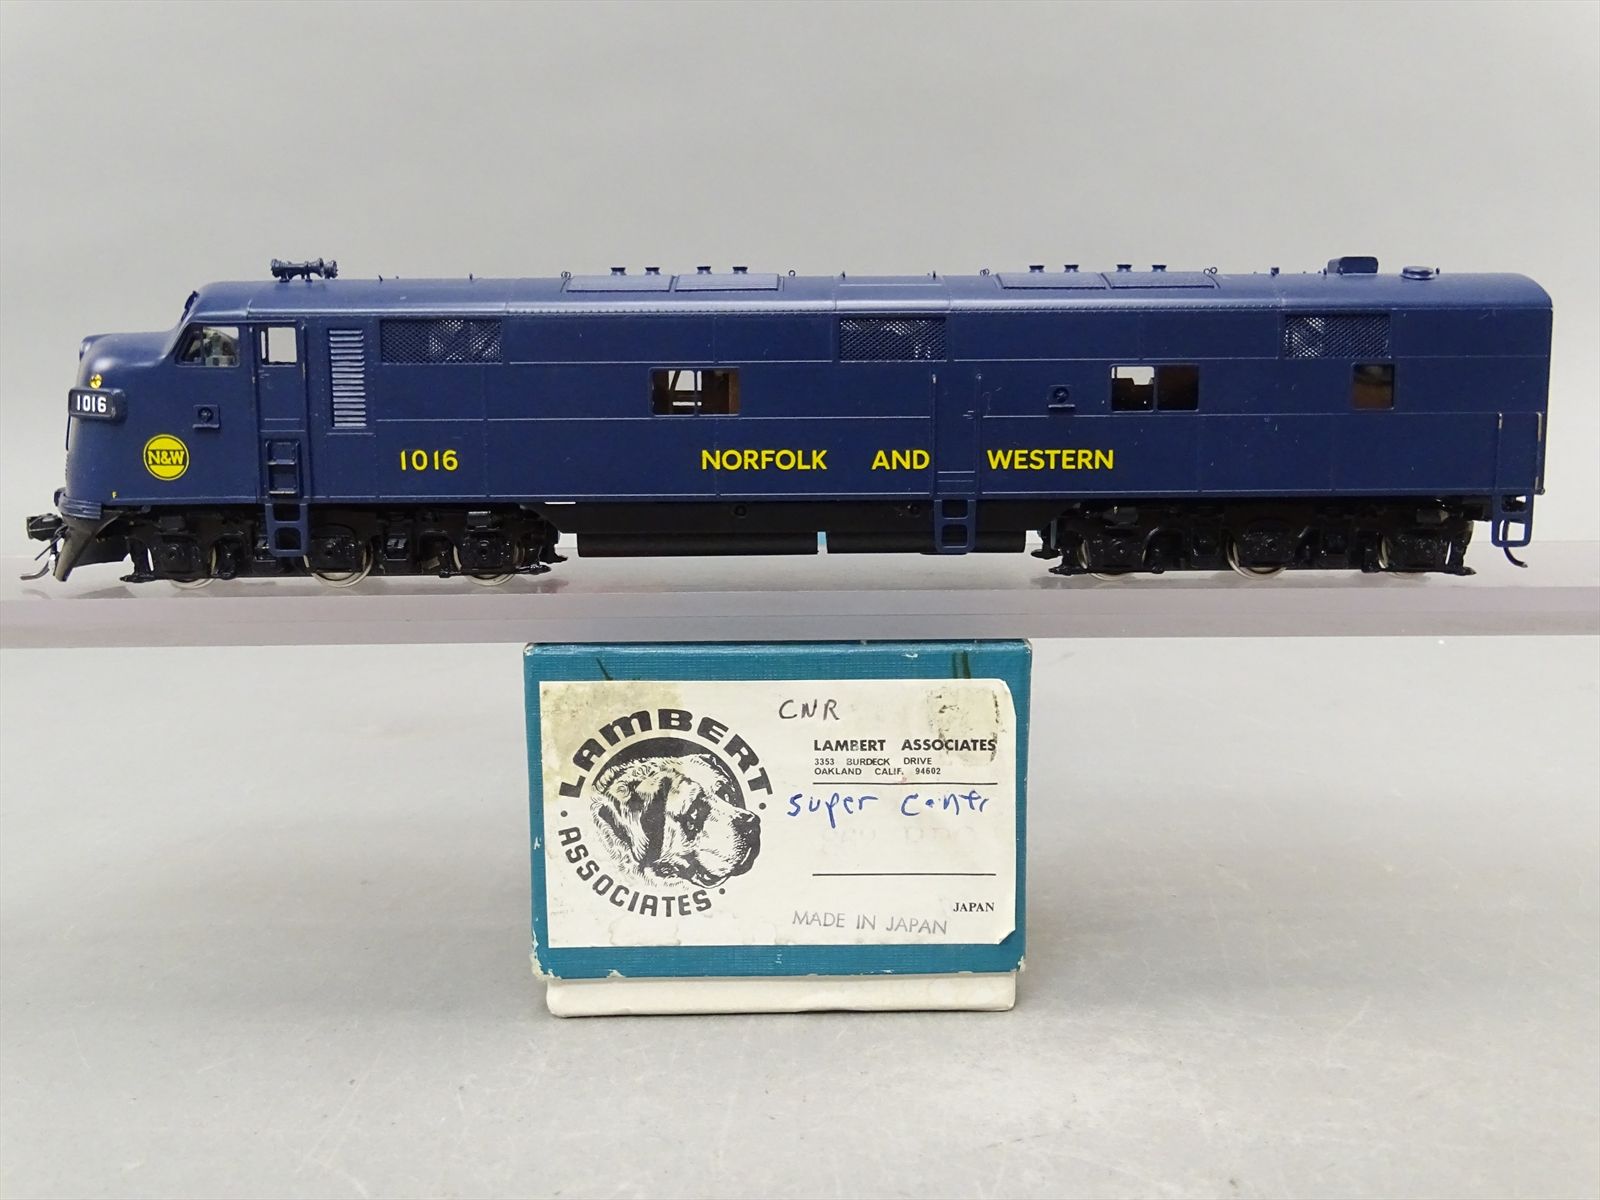 1016
N&W
F
1016
NORFOLK AND WESTERN
LAMBERT
ASSOCIATES
CNR
LAMBERT ASSOCIATES
3353 BURDECK DRIVE
OAKLAND CALIF. 94602
super
JAPAN
MADE IN JAPAN